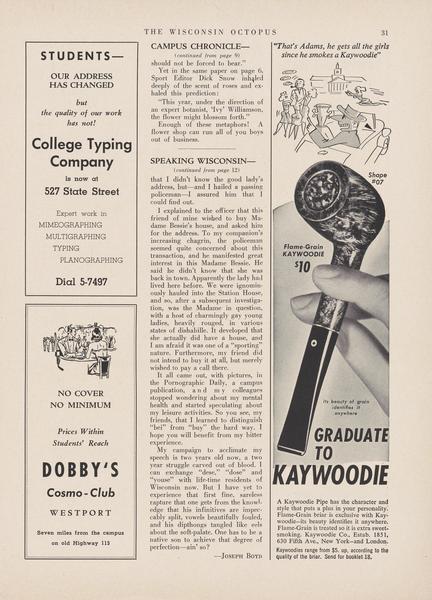 THE WISCONSIN OCTOPUS
31
STUDENTS—
OUR ADDRESS
HAS CHANGED
but
the quality of our work
has not!
College Typing
Company
is now at
527 State Street
Expert work in
MIMEOGRAPHING
MULTIGRAPHING
TYPING
PLANOGRAPHING
Dial 5-7497
NO COVER
NO MINIMUM
Prices Within
Students' Reach
DOBBY'S
Cosmo-Club
WESTPORT
Seven miles from the campus
on old Highway 113
CAMPUS CHRONICLE—
(continued from page 9)
should not be forced to bear."
Yet in the same paper on page 6,
Sport Editor Dick Snow inhaled
deeply of the scent of roses and ex-
haled this prediction:
"This year, under the direction of
an expert botanist, 'Ivy' Williamson,
the flower might blossom forth."
Enough of these metaphors! A
flower shop can run all of you boys
out of business.
SPEAKING WISCONSIN—
(continued from page 12)
that I didn't know the good lady's
address, but—and I hailed a passing
policeman—I assured him that I
could find out.
I explained to the officer that this
friend of mine wished to buy Ma-
dame Bessie's house, and asked him
for the address. To my companion's
increasing chagrin, the policeman
seemed quite concerned about this
transaction, and he manifested great
interest in this Madame Bessie. He
said he didn't know that she was
back in town. Apparently the lady had
lived here before. We were ignomin-
ously hauled into the Station House,
and so, after a subsequent investiga-
tion, was the Madame in question,
with a host of charmingly gay young
ladies, heavily rouged, in various
states of dishabille. It developed that
she actually did have a house, and
I am afraid it was one of a "sporting"
nature. Furthermore, my friend did
not intend to buy it at all, but merely
wished to pay a call there.
It all came out, with pictures, in
the Pornographic Daily, a campus
publication, and my colleagues
stopped wondering about my mental
health and started speculating about
my leisure activities. So you see, my
friends, that I learned to distinguish
"bei" from "buy" the hard way. I
hope you will benefit from my bitter
experience.
My campaign to acclimate my
speech is two years old now, a two
year struggle carved out of blood. I
can exchange "dese," "dose" and
"youse" with life-time residents of
Wisconsin now. But I have yet to
experience that first fine, careless
rapture that one gets from the knowl-
edge that his infinitives are impec-
cably split, vowels beautifully fouled,
and his dipthongs tangled like eels
about the soft-palate. One has to be a
native son to achieve that degree of
perfection—ain' so?
—JOSEPH BOYD
"That's Adams, he gets all the girls
since he smokes a Kaywoodie"
Shape
#07
Flame-Grain
KAYWOODIE
$10
its beauty of grain
identifies it
anywhere
GRADUATE
TO
KAYWOODIE
A Kaywoodie Pipe has the character and
style that puts a plus in your personality.
Flame-Grain briar is exclusive with Kay-
woodie—its beauty identifies it anywhere.
Flame-Grain is treated so it is extra sweet-
smoking. Kaywoodie Co., Estab. 1851,
630 Fifth Ave., New York—and London.
Kaywoodies range from $5. up, according to the
quality of the briar. Send for booklet 18.